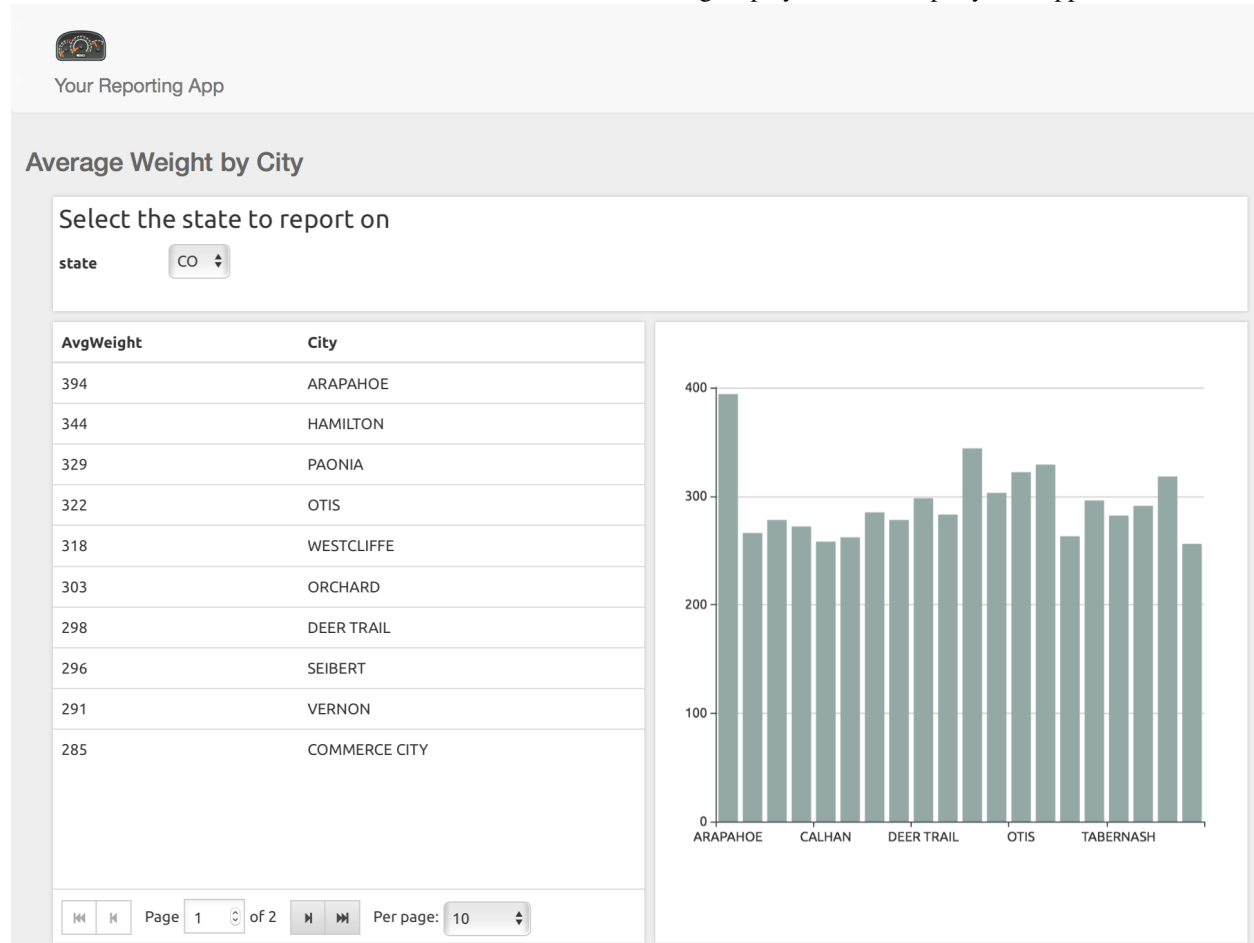 Your Reporting App
Average Weight by City
Select the state to report on
state CO
AvgWeight City
394 ARAPAHOE
344 HAMILTON
329 PAONIA
322 OTIS
318 WESTCLIFFE
303 ORCHARD
298 DEER TRAIL
296 SEIBERT
291 VERNON
285 COMMERCE CITY
Page 1 of 2 Per page: 10
400
300
200
100
0
ARAPAHOE CALHAN DEER TRAIL OTIS TABERNASH